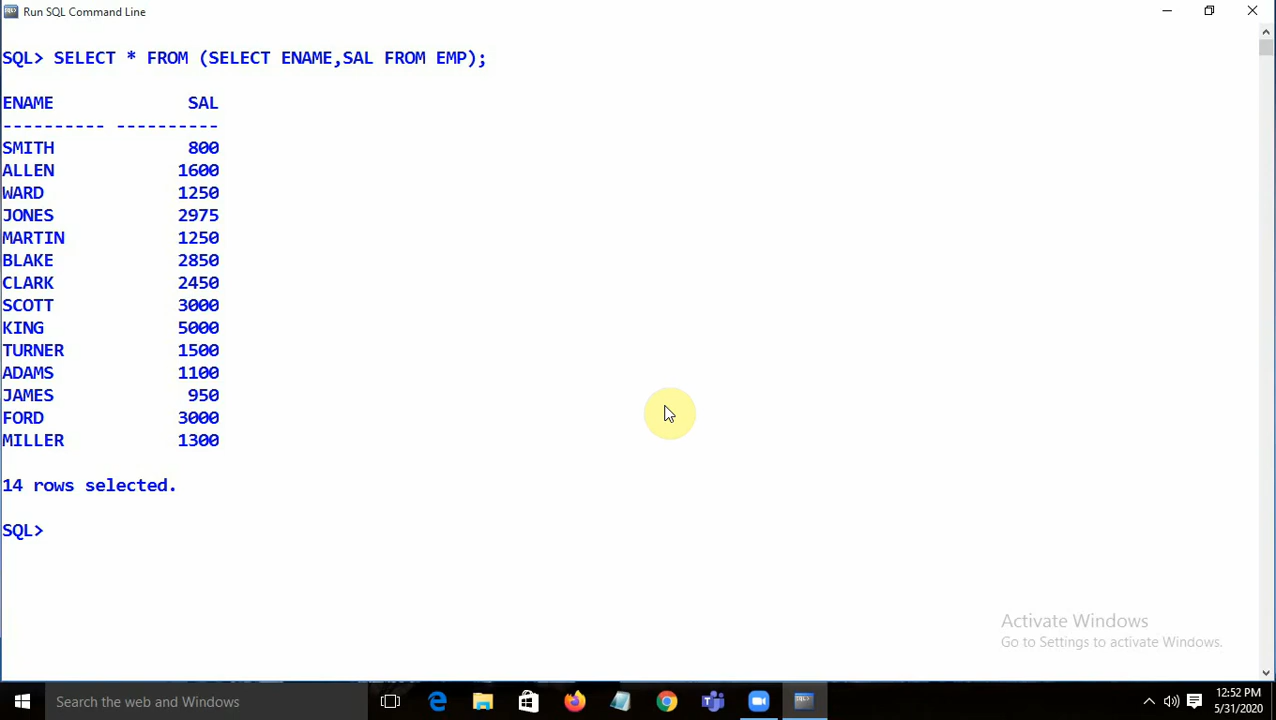 Run SQL Command Line
SQL> SELECT * FROM (SELECT ENAME,SAL FROM EMP);
ENAME SAL
---------- ----------
SMITH 800
ALLEN 1600
WARD 1250
JONES 2975
MARTIN 1250
BLAKE 2850
CLARK 2450
SCOTT 3000
KING 5000
TURNER 1500
ADAMS 1100
JAMES 950
FORD 3000
MILLER 1300
14 rows selected.
SQL>
Activate Windows
Go to Settings to activate Windows.
Search the web and Windows
12:52 PM
5/31/2020